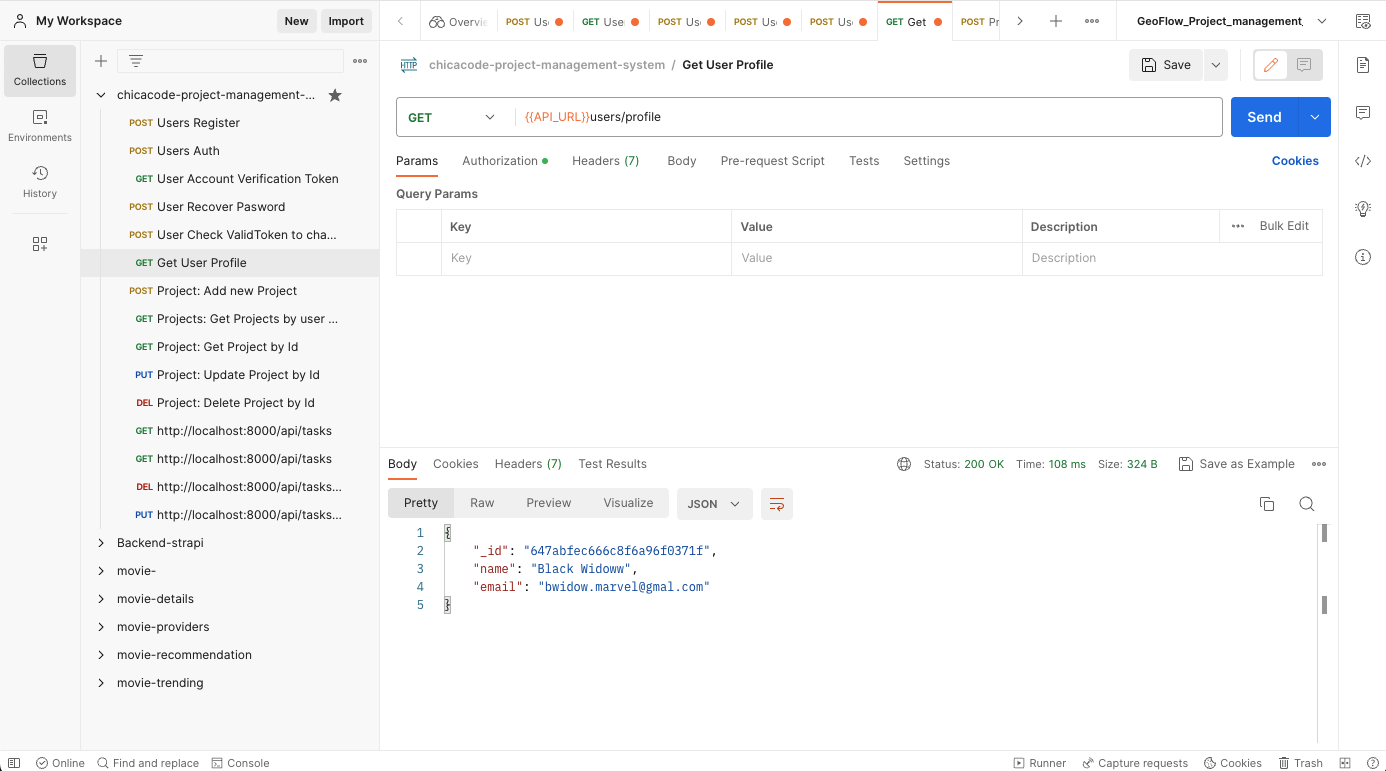 My Workspace
New
Import
Overvie
POST Use
GET User
POST Use
POST Use
POST Use
GET Get
POST Pr
GeoFlow_Project_management_
Collections
Environments
History
chicacode-project-management-...
POST Users Register
POST Users Auth
GET User Account Verification Token
POST User Recover Pasword
POST User Check ValidToken to cha...
GET Get User Profile
POST Project: Add new Project
GET Projects: Get Projects by user ...
GET Project: Get Project by Id
PUT Project: Update Project by Id
DEL Project: Delete Project by Id
GET http://localhost:8000/api/tasks
GET http://localhost:8000/api/tasks
DEL http://localhost:8000/api/tasks...
PUT http://localhost:8000/api/tasks...
Backend-strapi
movie-
movie-details
movie-providers
movie-recommendation
movie-trending
HTTP chicacode-project-management-system / Get User Profile
Save
GET {{API_URL}}users/profile
Send
Params Authorization Headers (7) Body Pre-request Script Tests Settings
Cookies
Query Params
Key Value Description Bulk Edit
Key Value Description
Body Cookies Headers (7) Test Results
Status: 200 OK Time: 108 ms Size: 324 B Save as Example
Pretty Raw Preview Visualize JSON
1 {
2 "_id": "647abfec666c8f6a96f0371f",
3 "name": "Black Widoww",
4 "email": "bwidow.marvel@gmal.com"
5 }
Online Find and replace Console
Runner Capture requests Cookies Trash